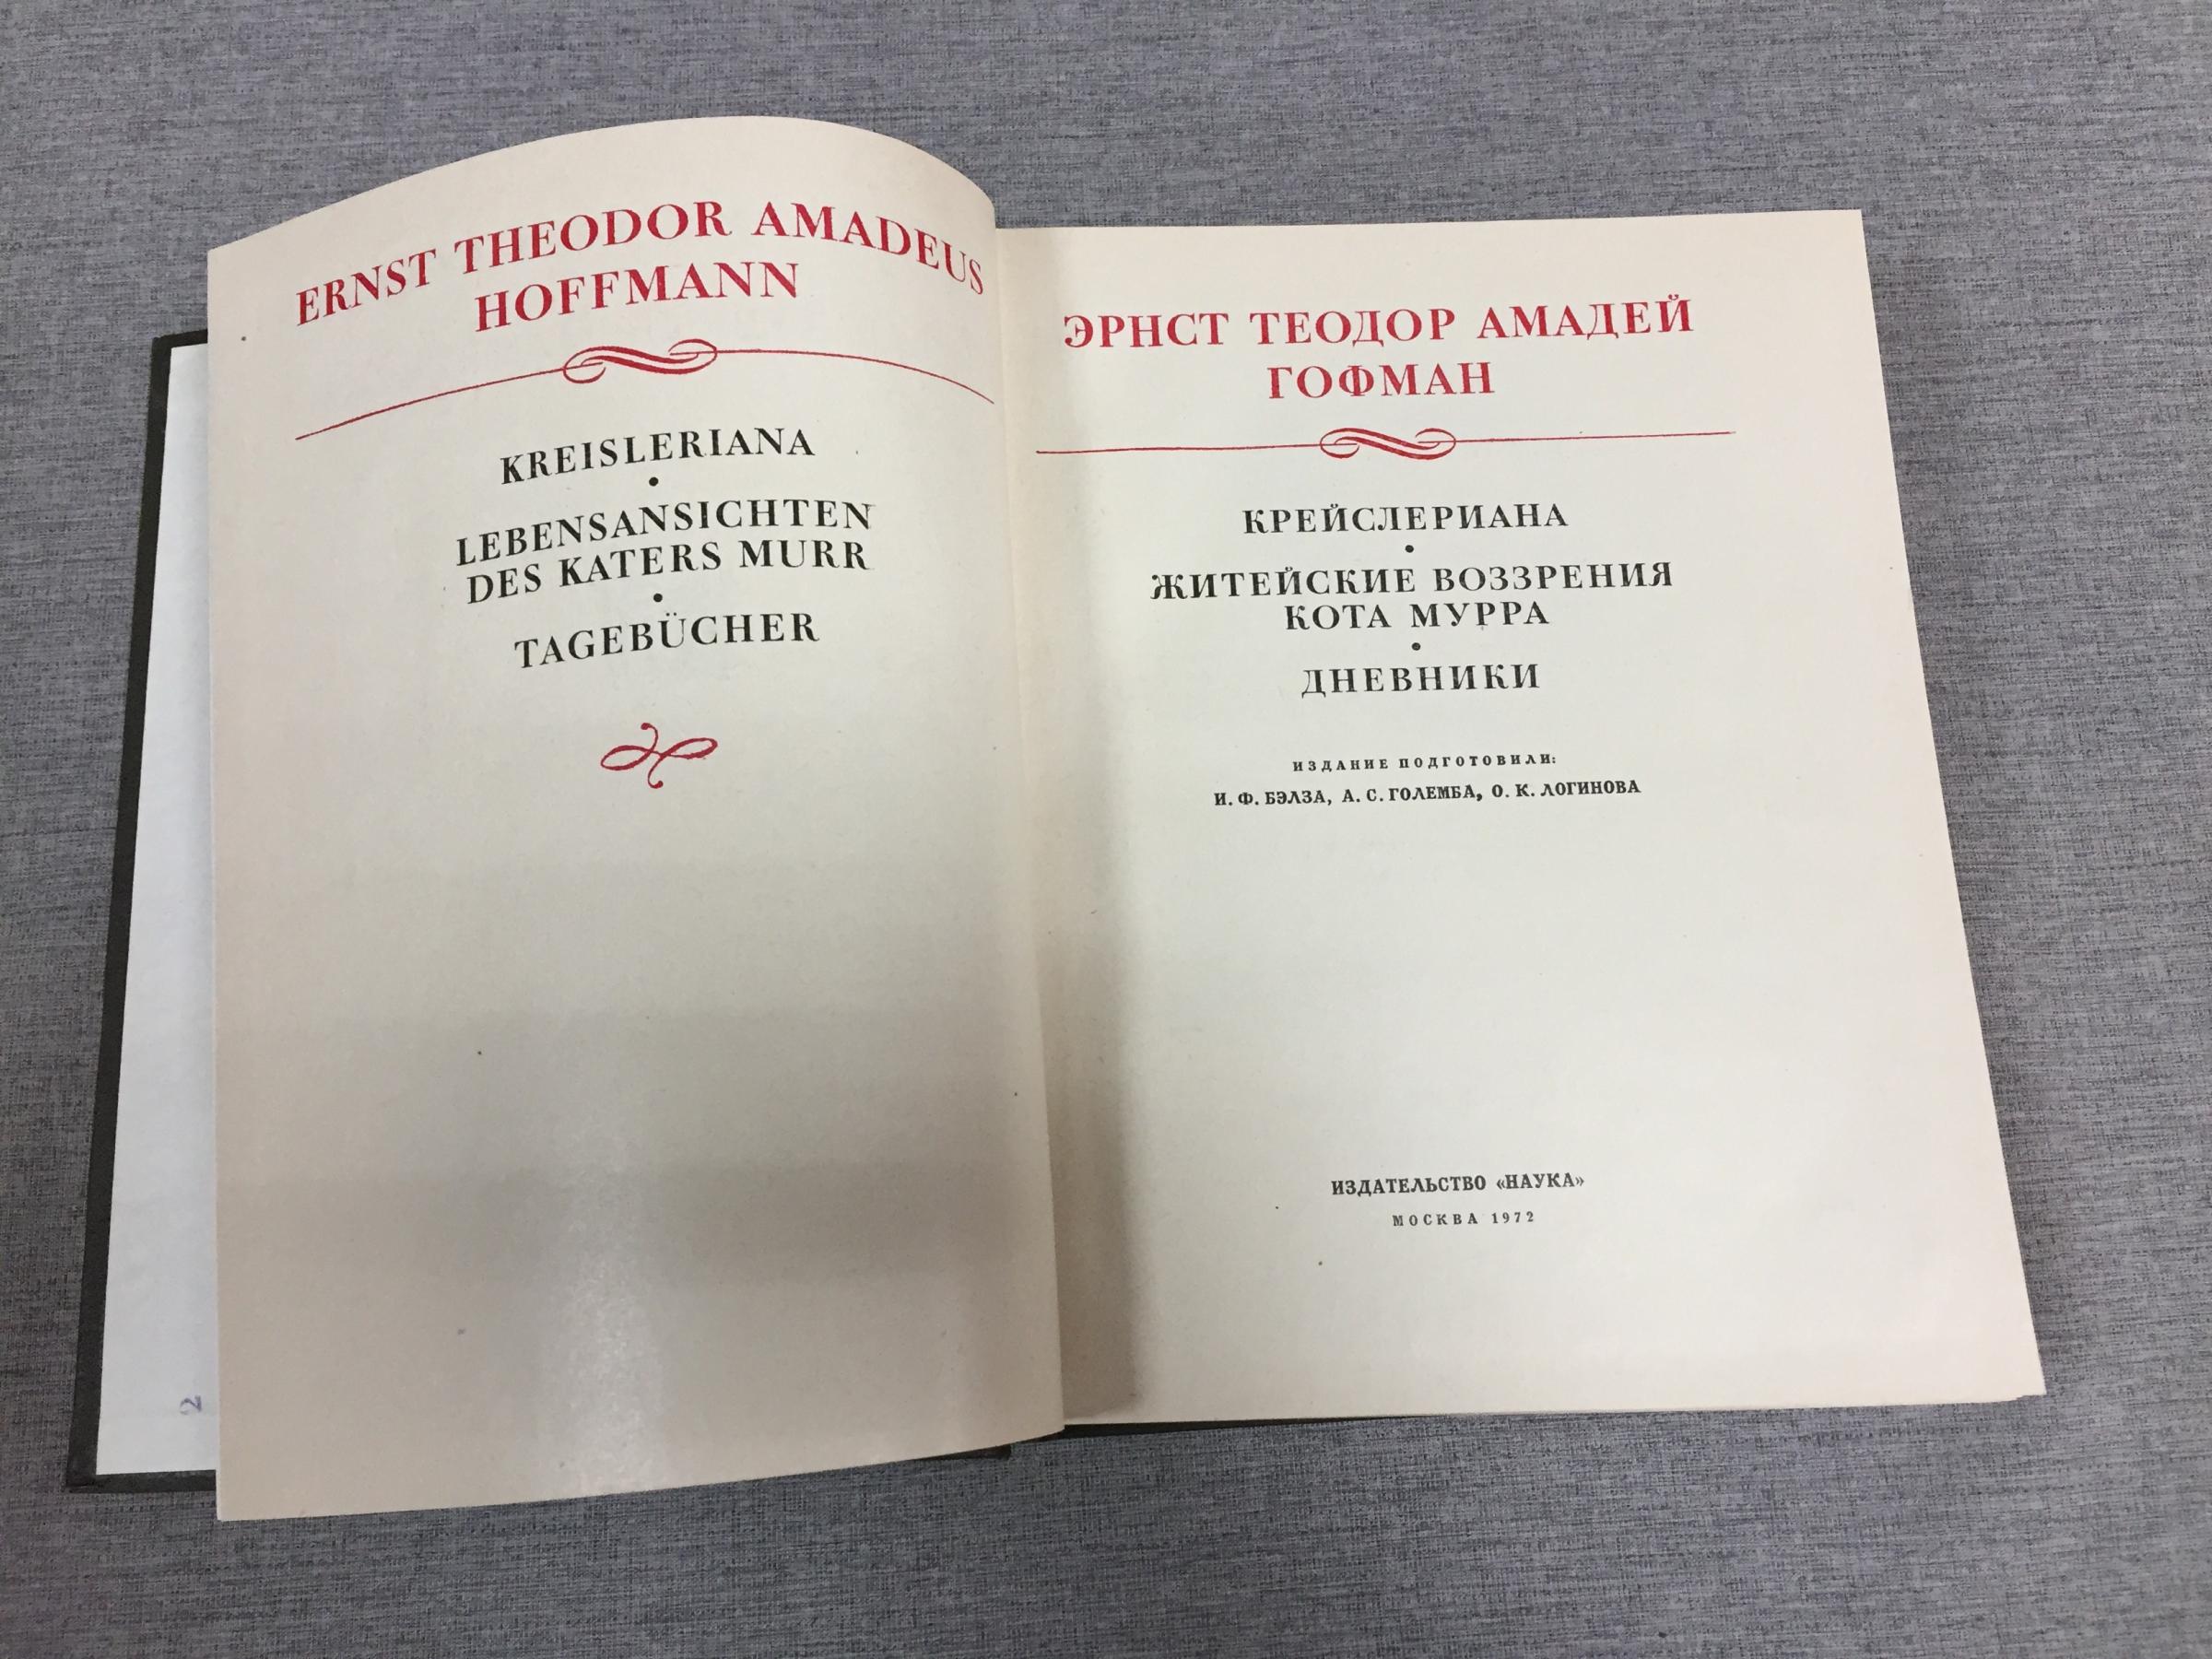 ERNST THEODOR AMADEUS
HOFFMANN
KREISLERIANA
•
LEBENSANSICHTEN
DES KATERS MURR
•
TAGEBÜCHER
2
ЭРНСТ ТЕОДОР АМАДЕЙ
ГОФМАН
КРЕЙСЛЕРИАНА
•
ЖИТЕЙСКИЕ ВОЗЗРЕНИЯ
КОТА МУРРА
•
ДНЕВНИКИ
ИЗДАНИЕ ПОДГОТОВИЛИ:
И. Ф. БЭЛЗА, А. С. ГОЛЕМБА, О. К. ЛОГИНОВА
ИЗДАТЕЛЬСТВО «НАУКА»
МОСКВА 1972